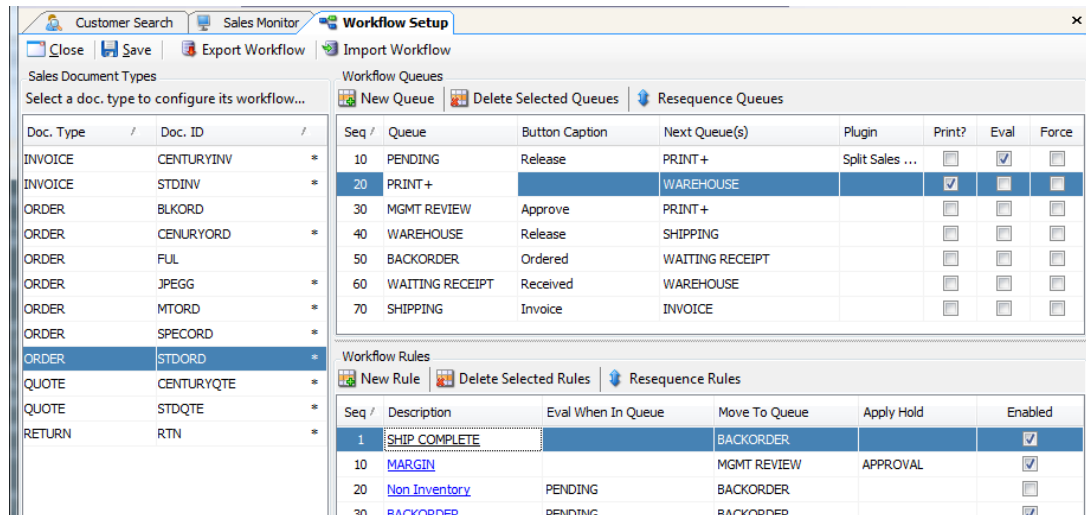 Customer Search Sales Monitor Workflow Setup ×
Close Save Export Workflow Import Workflow
Sales Document Types
Select a doc. type to configure its workflow...
Doc. Type / Doc. ID /
INVOICE CENTURYINV *
INVOICE STDINV *
ORDER BLKORD
ORDER CENURYORD *
ORDER FUL
ORDER JPEGG *
ORDER MTORD *
ORDER SPECORD *
ORDER STDORD *
QUOTE CENTURYQTE *
QUOTE STDQTE *
RETURN RTN *
Workflow Queues
New Queue Delete Selected Queues Resequence Queues
Seq / Queue Button Caption Next Queue(s) Plugin Print? Eval Force
10 PENDING Release PRINT+ Split Sales ...
20 PRINT+ WAREHOUSE
30 MGMT REVIEW Approve PRINT+
40 WAREHOUSE Release SHIPPING
50 BACKORDER Ordered WAITING RECEIPT
60 WAITING RECEIPT Received WAREHOUSE
70 SHIPPING Invoice INVOICE
Workflow Rules
New Rule Delete Selected Rules Resequence Rules
Seq / Description Eval When In Queue Move To Queue Apply Hold Enabled
1 SHIP COMPLETE BACKORDER
10 MARGIN MGMT REVIEW APPROVAL
20 Non Inventory PENDING BACKORDER
30 BACKORDER PENDING BACKORDER